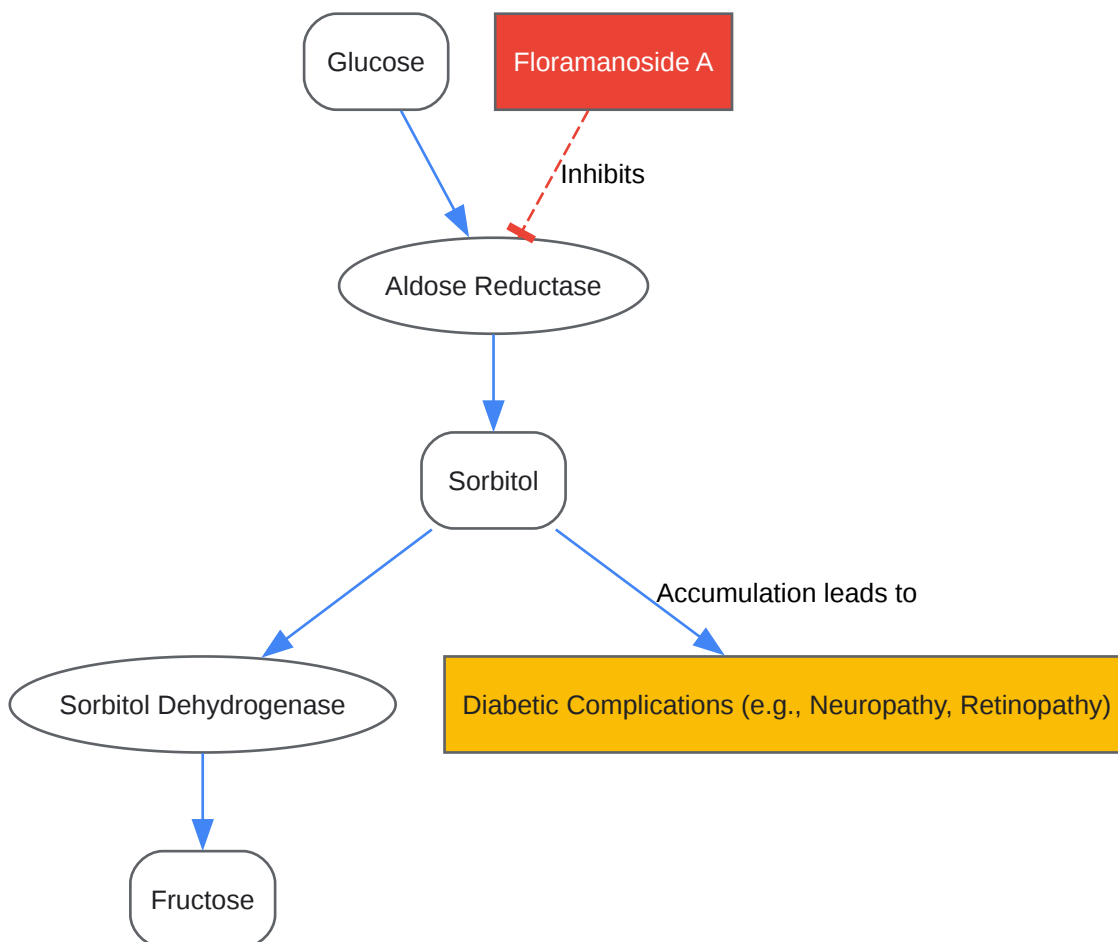 Glucose
Floramanoside A
Inhibits
Aldose Reductase
Sorbitol
Accumulation leads to
Sorbitol Dehydrogenase
Diabetic Complications (e.g., Neuropathy, Retinopathy)
Fructose